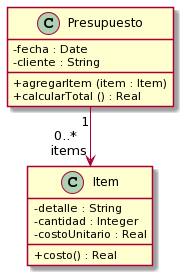 C Presupuesto
-fecha : Date
-cliente : String
+agregarItem (item : Item)
+calcularTotal () : Real
1
0..*
items
C Item
-detalle : String
-cantidad : Integer
-costoUnitario : Real
+costo() : Real